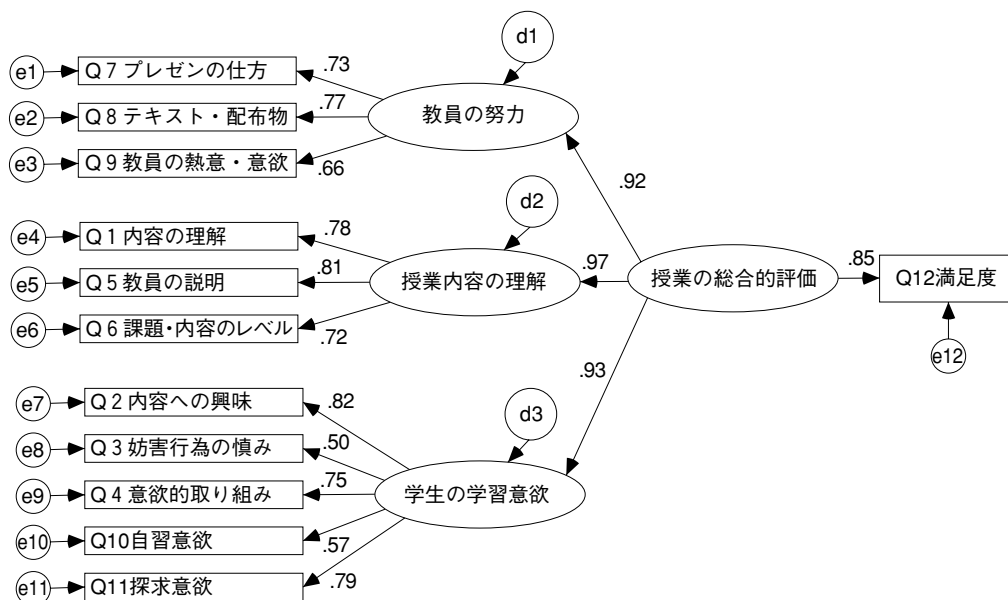 d1
e1 Q7プレゼンの仕方 .73
e2 Q8テキスト・配布物 .77 教員の努力
e3 Q9教員の熱意・意欲 .66
.92
d2
e4 Q1内容の理解 .78
e5 Q5教員の説明 .81 授業内容の理解 .97 授業の総合的評価 .85 Q12満足度
e6 Q6課題・内容のレベル .72
e12
.93
e7 Q2内容への興味 .82 d3
e8 Q3妨害行為の慎み .50
e9 Q4意欲的取り組み .75 学生の学習意欲
e10 Q10自習意欲 .57
e11 Q11探求意欲 .79